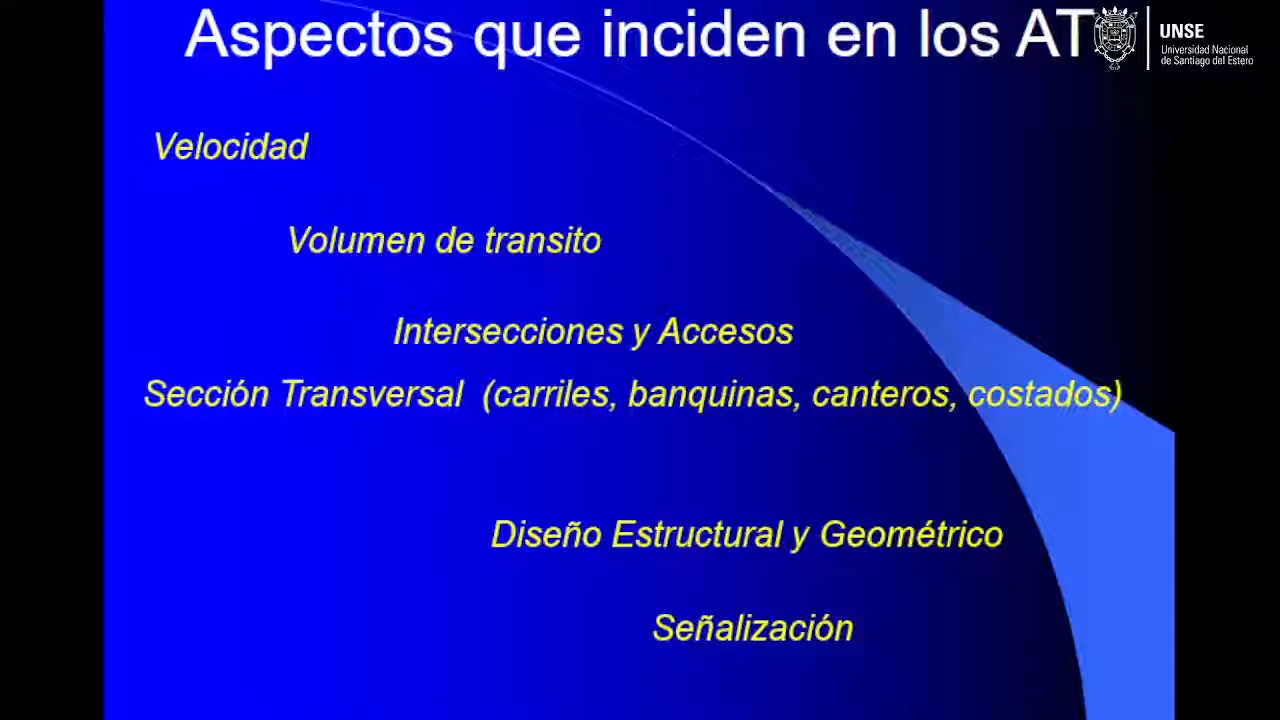 Aspectos que inciden en los AT
UNSE
Universidad Nacional
de Santiago del Estero
Velocidad
Volumen de transito
Intersecciones y Accesos
Sección Transversal (carriles, banquinas, canteros, costados)
Diseño Estructural y Geométrico
Señalización